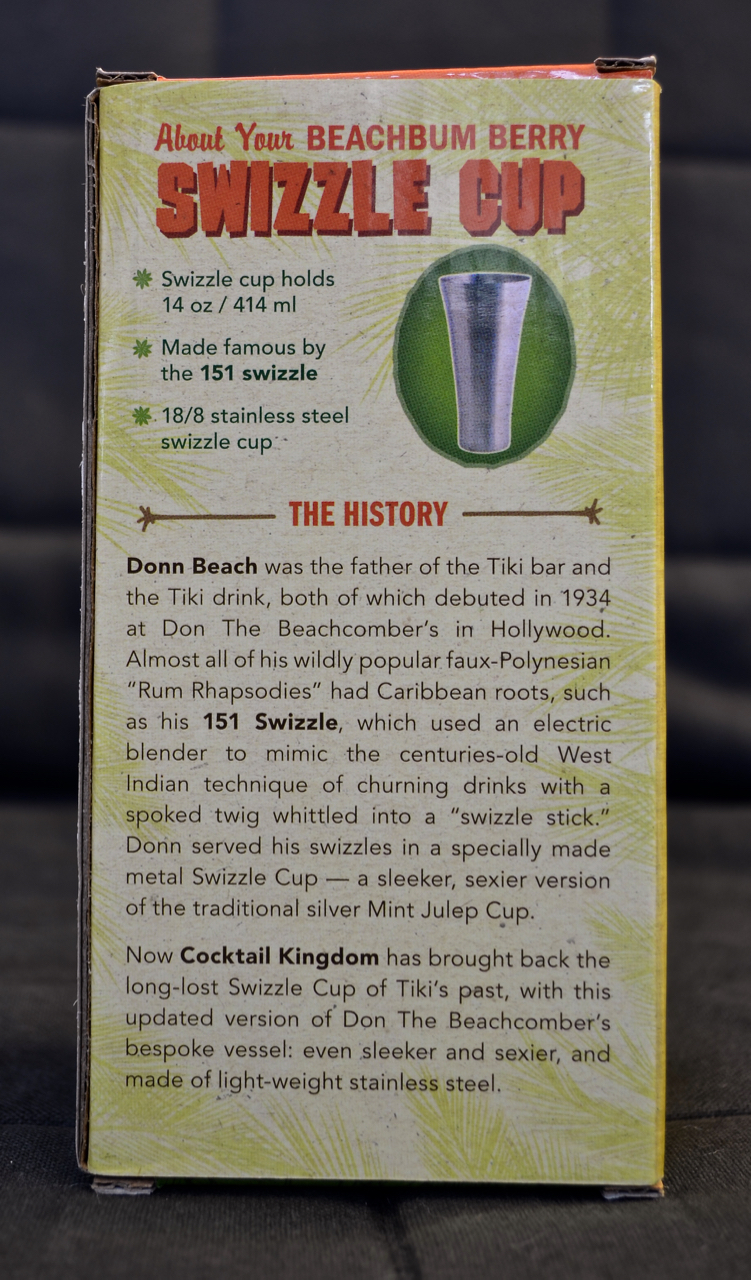 About Your BEACHBUM BERRY
SWIZZLE CUP
Swizzle cup holds
14 oz / 414 ml
Made famous by
the 151 swizzle
18/8 stainless steel
swizzle cup
THE HISTORY
Donn Beach was the father of the Tiki bar and
the Tiki drink, both of which debuted in 1934
at Don The Beachcomber's in Hollywood.
Almost all of his wildly popular faux-Polynesian
“Rum Rhapsodies” had Caribbean roots, such
as his 151 Swizzle, which used an electric
blender to mimic the centuries-old West
Indian technique of churning drinks with a
spoked twig whittled into a “swizzle stick.”
Donn served his swizzles in a specially made
metal Swizzle Cup — a sleeker, sexier version
of the traditional silver Mint Julep Cup.
Now Cocktail Kingdom has brought back the
long-lost Swizzle Cup of Tiki's past, with this
updated version of Don The Beachcomber's
bespoke vessel: even sleeker and sexier, and
made of light-weight stainless steel.